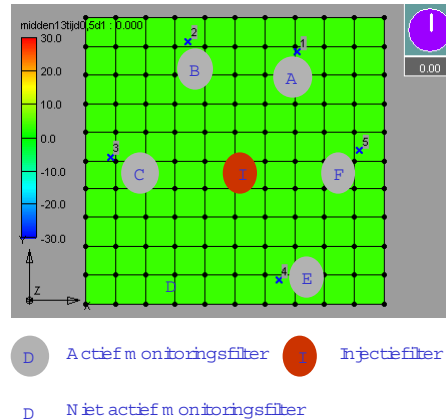 midden13tijd0,5d1 : 0.000
30.0
20.0
10.0
0.0
-10.0
-20.0
-30.0
0.00
2
1
B
A
3
5
C
I
F
4
E
D
Y
Z
X
D Actief monitoringsfilter I Injectiefilter
D Niet actief monitoringsfilter